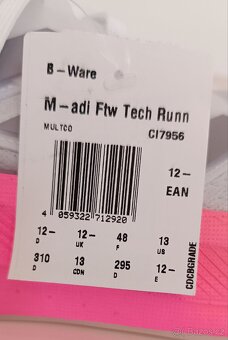 B-Ware
M-adi Ftw Tech Runn
MULTCO CI7956
12-
EAN
4 059322 712920
12- 12- 48 13
D UK F US
310 13 295 12-
D CDN D E
COCBGRADE